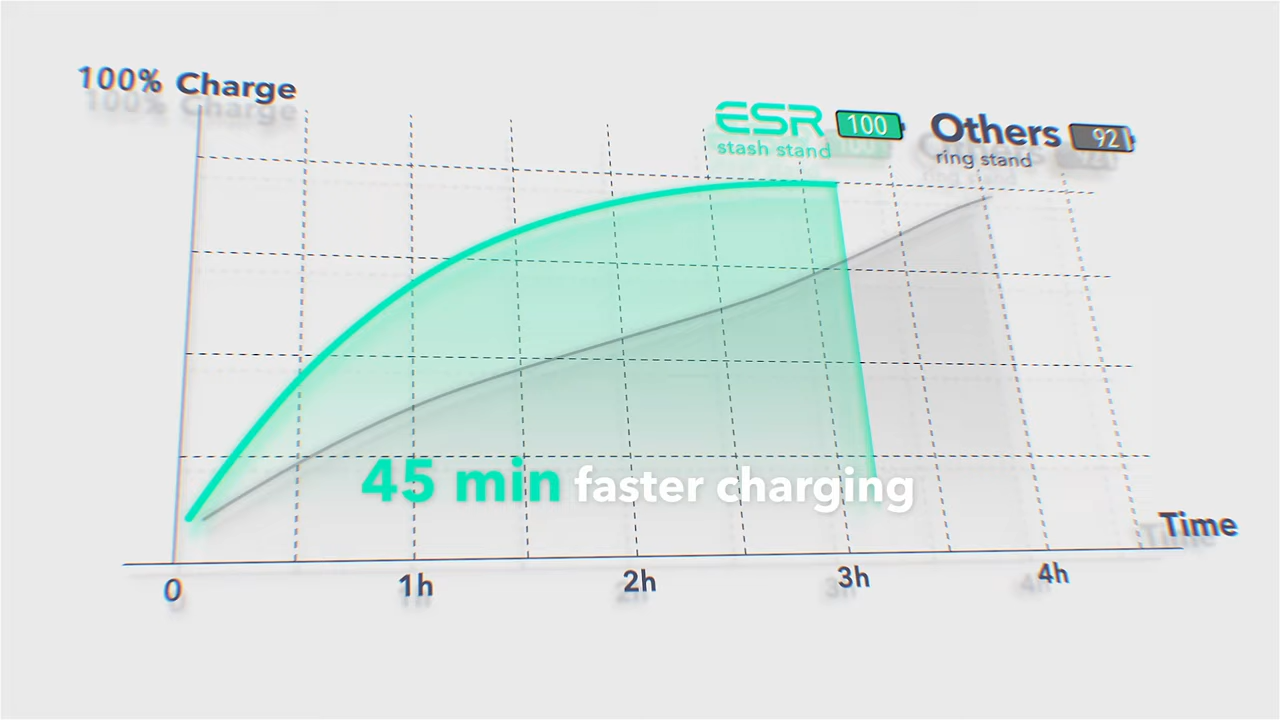 100% Charge
ESR 100
stash stand
Others 92
ring stand
45 min faster charging
Time
0 1h 2h 3h 4h